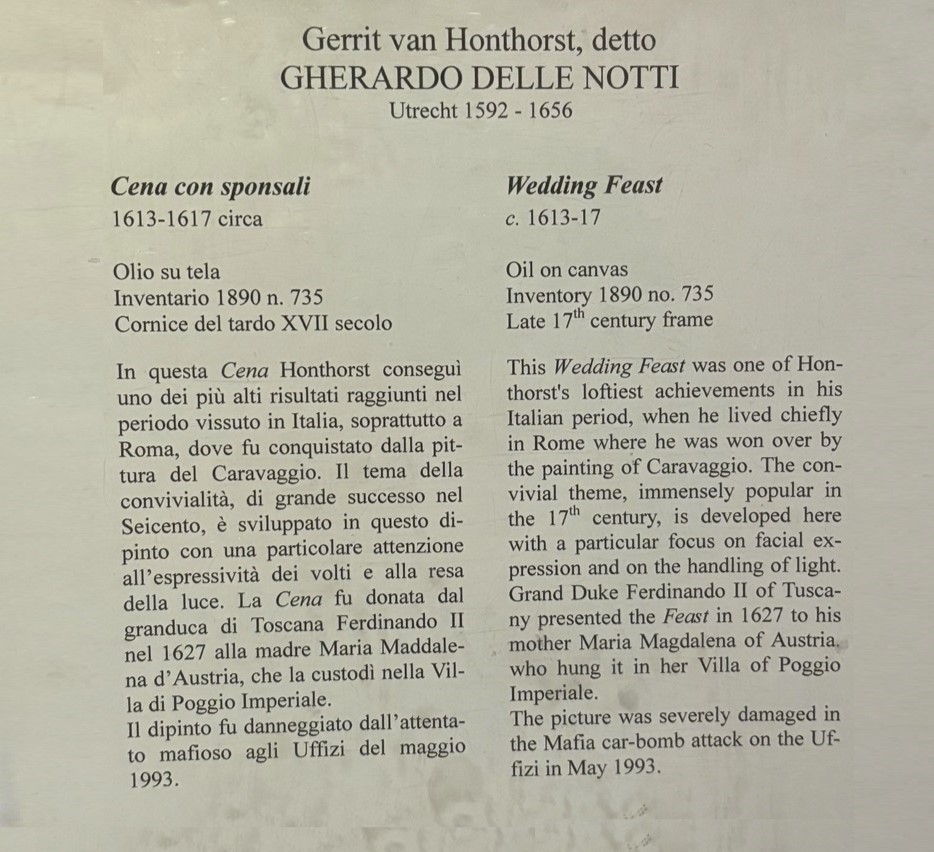 Gerrit van Honthorst, detto
GHERARDO DELLE NOTTI
Utrecht 1592 - 1656
Cena con sponsali
1613-1617 circa
Olio su tela
Inventario 1890 n. 735
Cornice del tardo XVII secolo
In questa Cena Honthorst conseguì
uno dei più alti risultati raggiunti nel
periodo vissuto in Italia, soprattutto a
Roma, dove fu conquistato dalla pit-
tura del Caravaggio. Il tema della
convivialità, di grande successo nel
Seicento, è sviluppato in questo di-
pinto con una particolare attenzione
all'espressività dei volti e alla resa
della luce. La Cena fu donata dal
granduca di Toscana Ferdinando II
nel 1627 alla madre Maria Maddale-
na d'Austria, che la custodì nella Vil-
la di Poggio Imperiale.
Il dipinto fu danneggiato dall'attenta-
to mafioso agli Uffizi del maggio
1993.
Wedding Feast
c. 1613-17
Oil on canvas
Inventory 1890 no. 735
Late 17th century frame
This Wedding Feast was one of Hon-
thorst's loftiest achievements in his
Italian period, when he lived chiefly
in Rome where he was won over by
the painting of Caravaggio. The con-
vivial theme, immensely popular in
the 17th century, is developed here
with a particular focus on facial ex-
pression and on the handling of light.
Grand Duke Ferdinando II of Tusca-
ny presented the Feast in 1627 to his
mother Maria Magdalena of Austria,
who hung it in her Villa of Poggio
Imperiale.
The picture was severely damaged in
the Mafia car-bomb attack on the Uf-
fizi in May 1993.